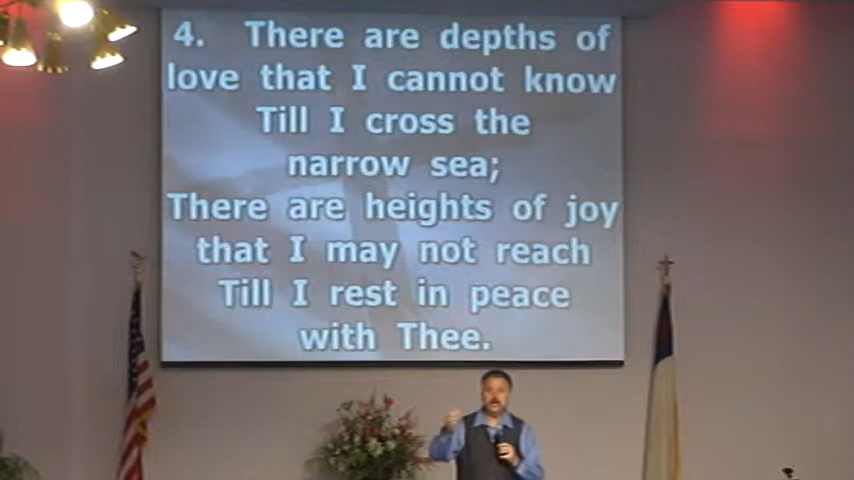 4. There are depths of
love that I cannot know
Till I cross the
narrow sea;
There are heights of joy
that I may not reach
Till I rest in peace
with Thee.